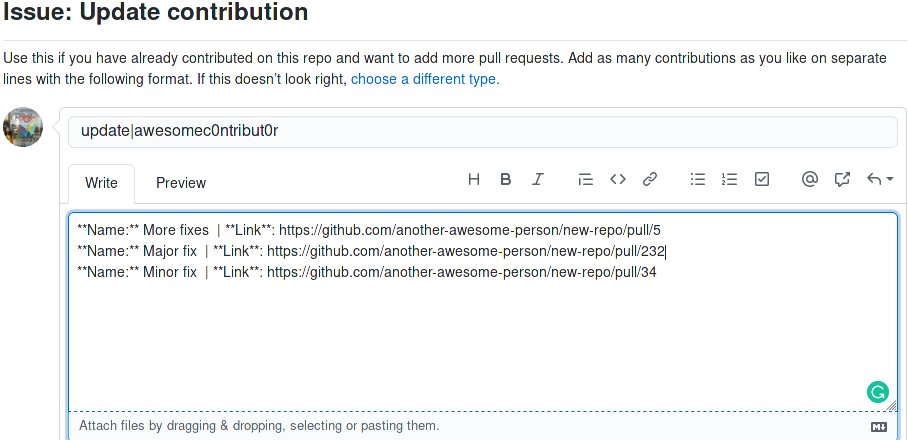 Issue: Update contribution
Use this if you have already contributed on this repo and want to add more pull requests. Add as many contributions as you like on separate
lines with the following format. If this doesn't look right, choose a different type.
update|awesomec0ntribut0r
Write Preview H B I
**Name:** More fixes | **Link**: https://github.com/another-awesome-person/new-repo/pull/5
**Name:** Major fix | **Link**: https://github.com/another-awesome-person/new-repo/pull/232
**Name:** Minor fix | **Link**: https://github.com/another-awesome-person/new-repo/pull/34
Attach files by dragging & dropping, selecting or pasting them.